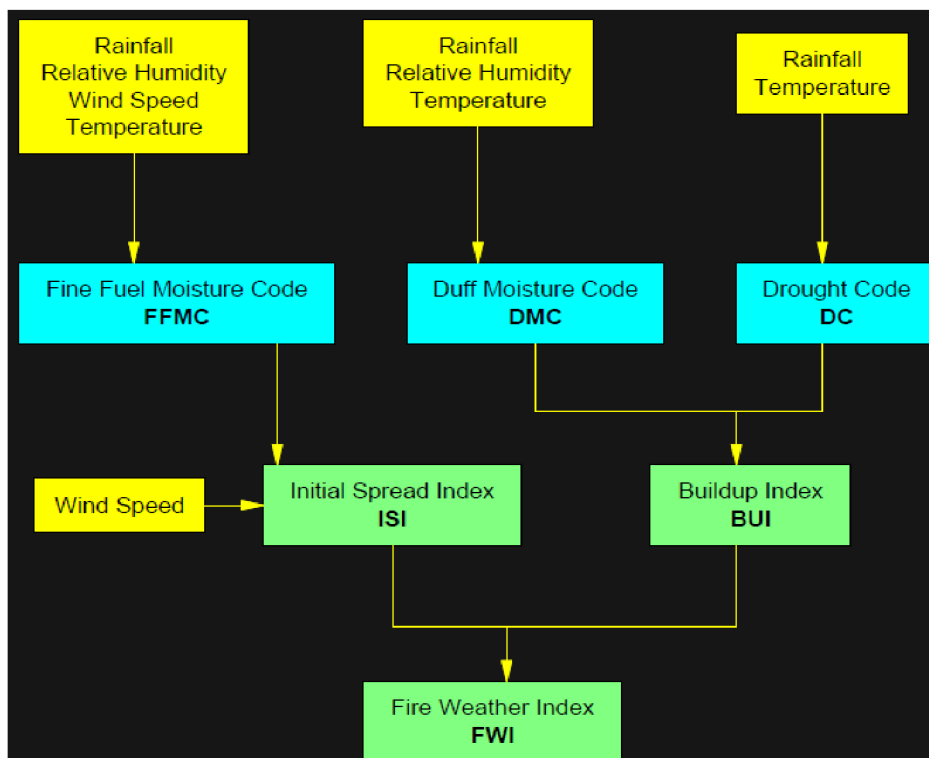 Rainfall
Relative Humidity
Wind Speed
Temperature
Rainfall
Relative Humidity
Temperature
Rainfall
Temperature
Fine Fuel Moisture Code
FFMC
Duff Moisture Code
DMC
Drought Code
DC
Wind Speed
Initial Spread Index
ISI
Buildup Index
BUI
Fire Weather Index
FWI